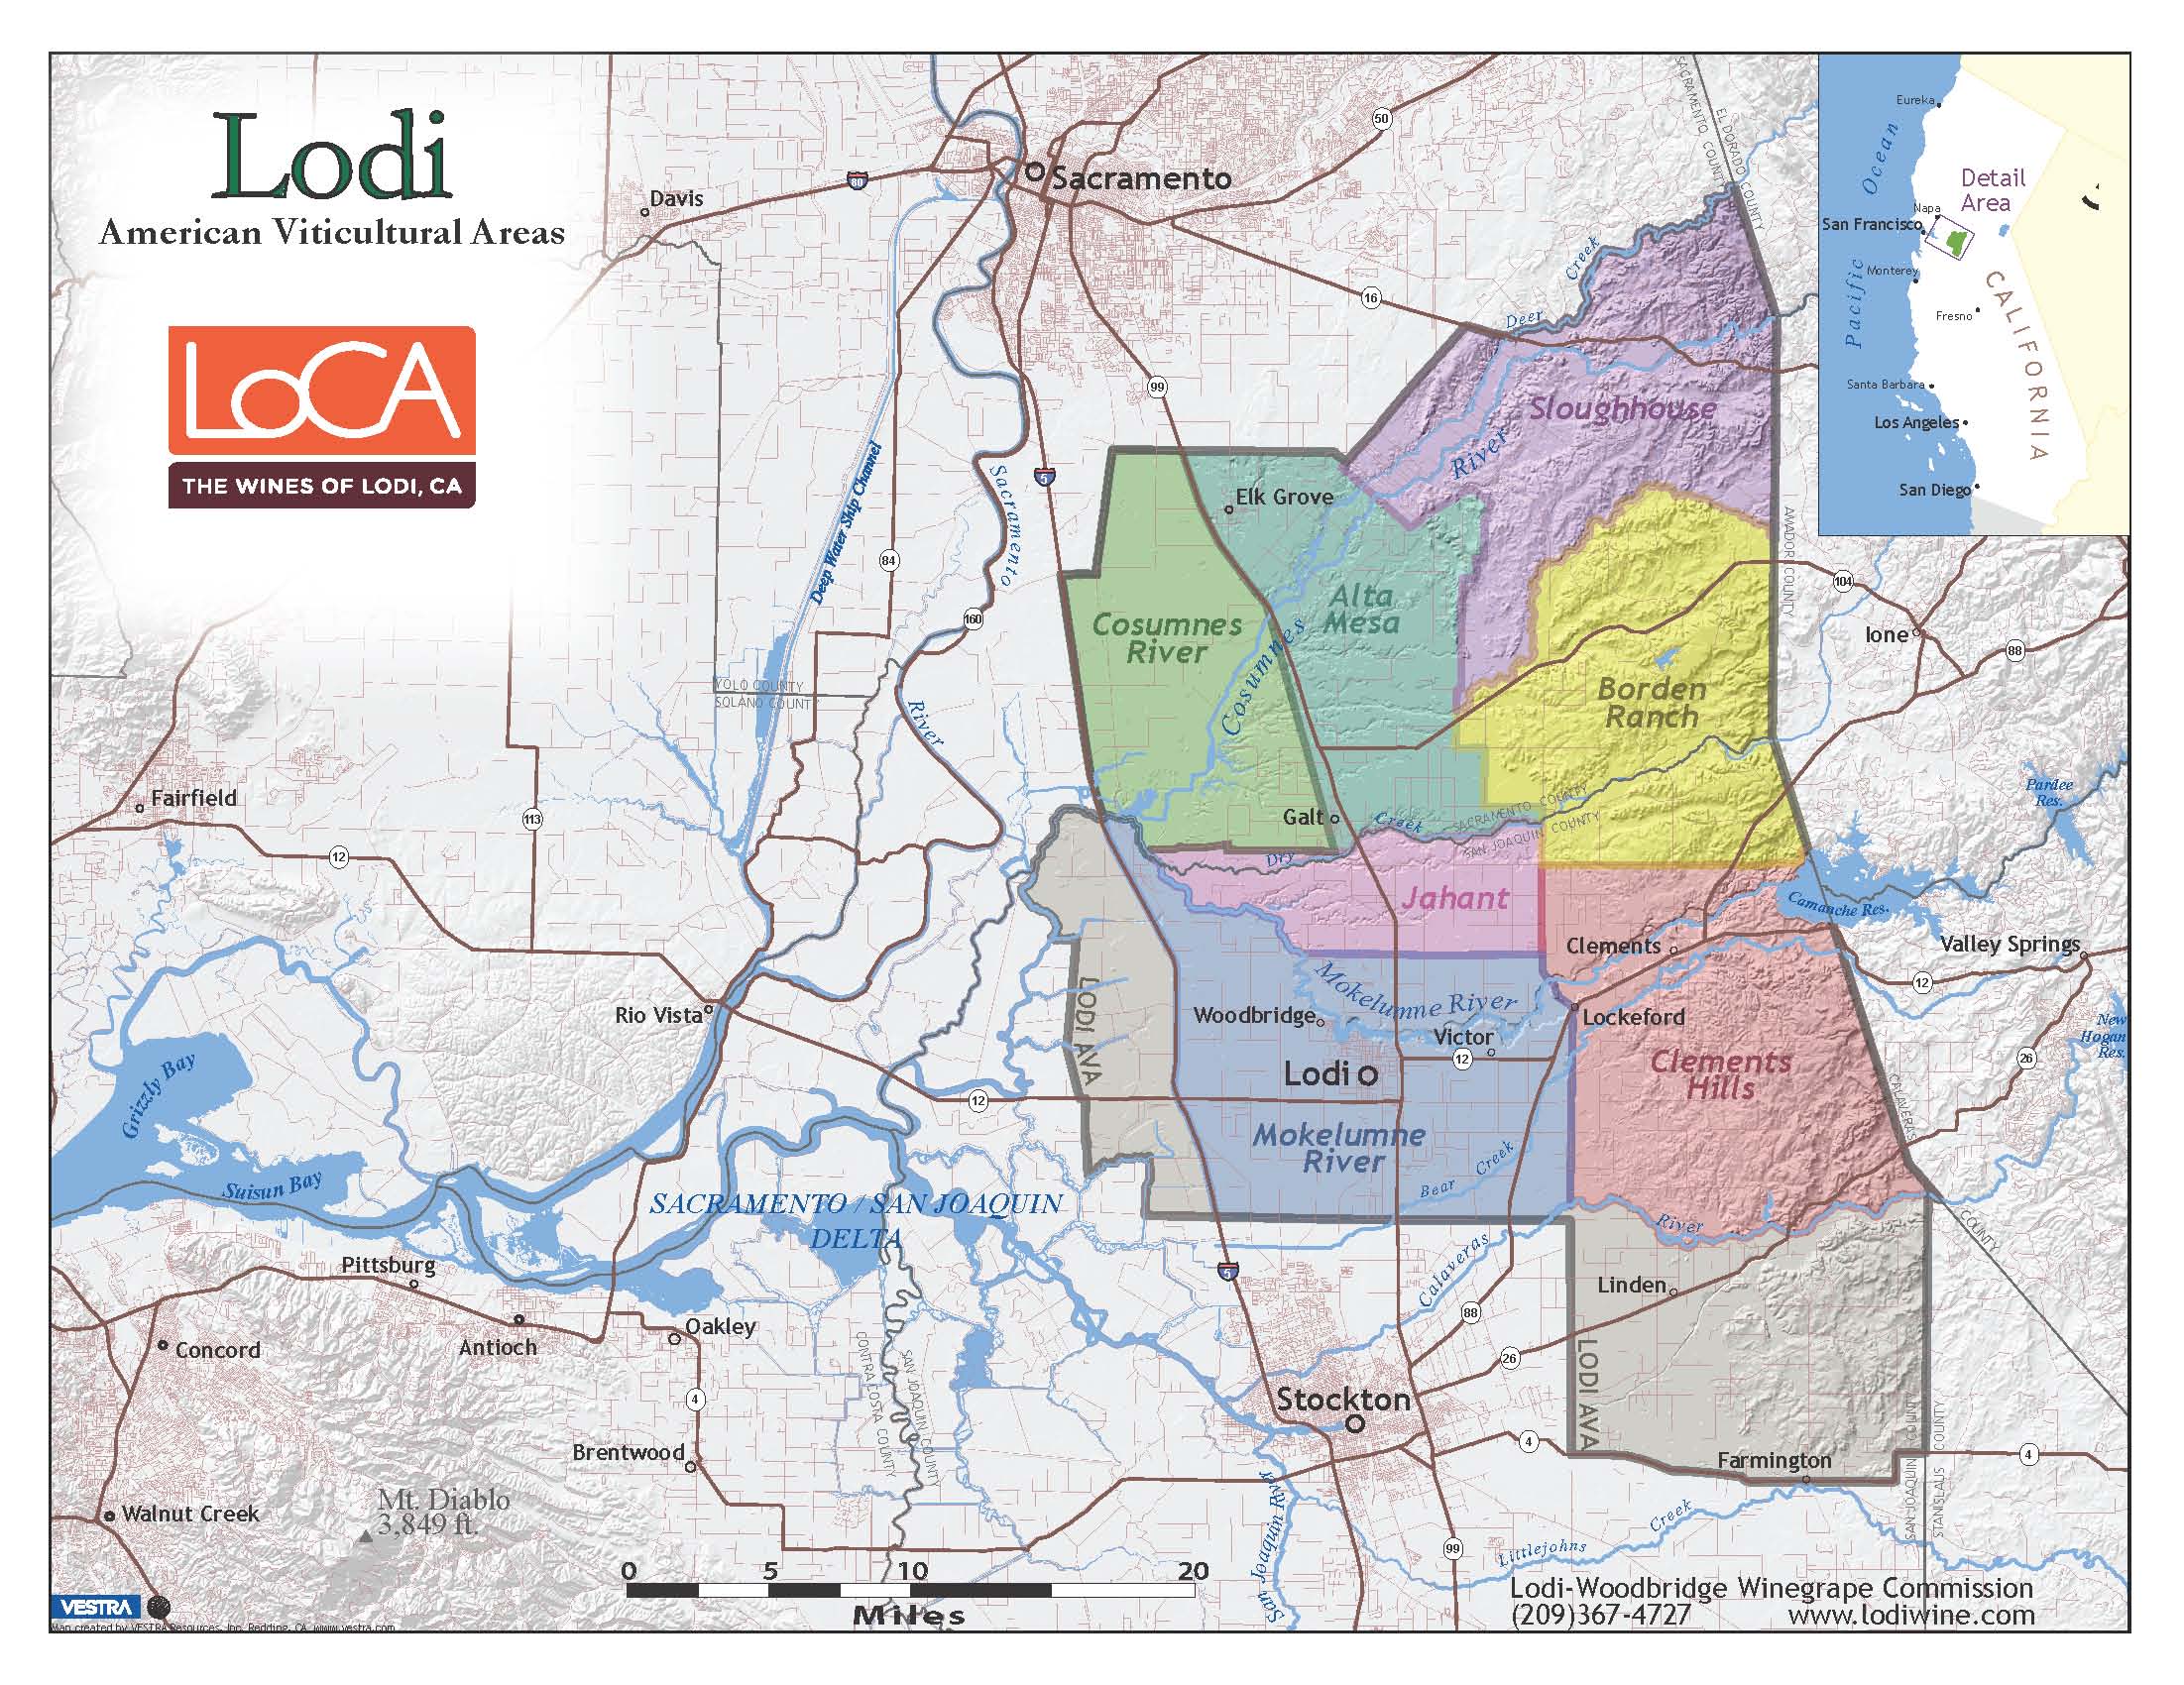 Lodi
American Viticultural Areas
LoCA
THE WINES OF LODI, CA
Davis
80
Sacramento
50
SACRAMENTO COUNTY
EL DORADO COUNTY
Eureka
Pacific Ocean
Detail
Area
Napa
San Francisco
Monterey
Fresno
CALIFORNIA
Santa Barbara
Los Angeles
San Diego
16
Deer Creek
99
Sloughhouse
River
5
Elk Grove
Deep Water Ship Channel
Sacramento
River
84
160
Cosumnes
River
Alta
Mesa
Cosumnes
Borden
Ranch
AMADOR COUNTY
104
Ione
88
YOLO COUNTY
SOLANO COUNTY
Fairfield
113
12
Galt
Dry Creek
SACRAMENTO COUNTY
SAN JOAQUIN COUNTY
Pardee
Res.
Jahant
Camanche Res.
Clements
Valley Springs
12
Rio Vista
LODI AVA
Woodbridge
Mokelumne River
Victor
12
Lockeford
New
Hogan
Res.
26
Lodi
Clements
Hills
CALAVERAS
COUNTY
Grizzly Bay
12
Mokelumne
River
Bear Creek
Suisun Bay
SACRAMENTO / SAN JOAQUIN
DELTA
Calaveras River
5
Linden
Pittsburg
Antioch
Oakley
Concord
88
26
LODI AVA
CONTRA COSTA COUNTY
SAN JOAQUIN COUNTY
4
Stockton
4
Farmington
4
SAN JOAQUIN COUNTY
STANISLAUS COUNTY
Brentwood
Mt. Diablo
3,849 ft.
Walnut Creek
San Joaquin River
99
Littlejohns Creek
0 5 10 20
Miles
Lodi-Woodbridge Winegrape Commission
(209)367-4727 www.lodiwine.com
VESTRA
Map created by VESTRA Resources, Inc. Redding, CA www.vestra.com